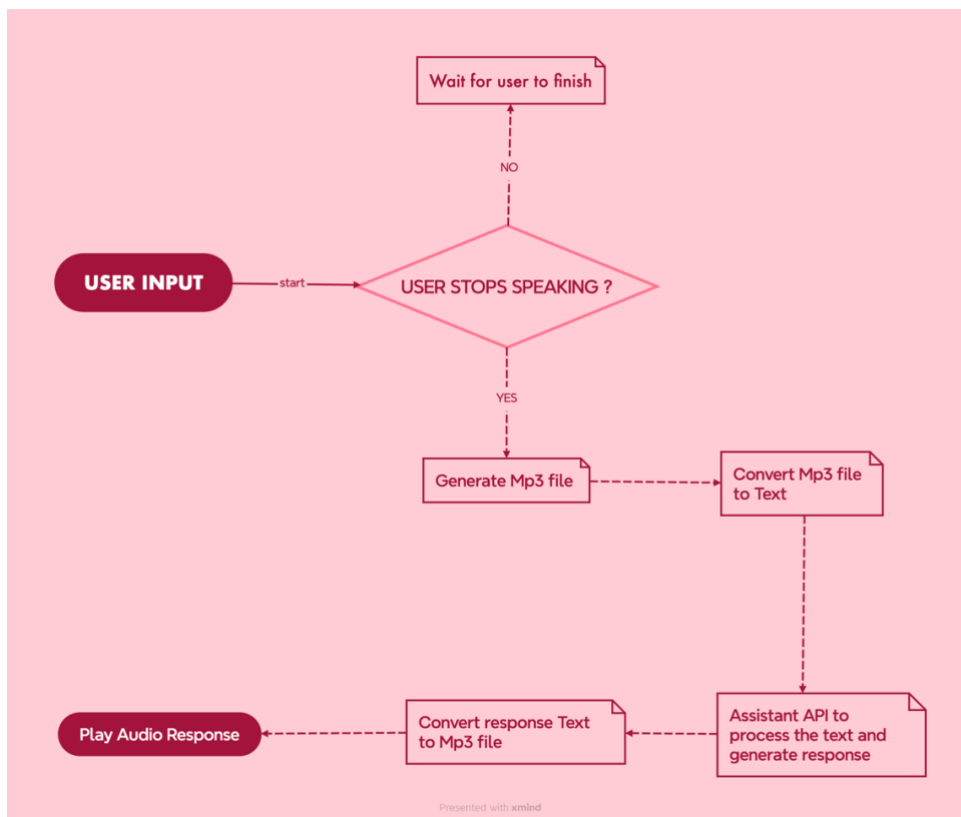 Wait for user to finish
NO
USER INPUT
start
USER STOPS SPEAKING ?
YES
Generate Mp3 file
Convert Mp3 file
to Text
Assistant API to
process the text and
generate response
Convert response Text
to Mp3 file
Play Audio Response
Presented with xmind